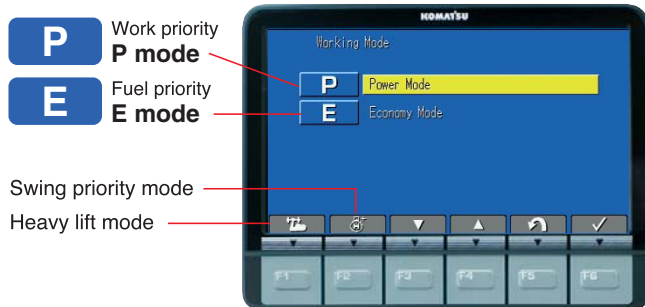 KOMATSU
P
Work priority
P mode
E
Fuel priority
E mode
Swing priority mode
Heavy lift mode
Working Mode
P Power Mode
E Economy Mode
F1 F2 F3 F4 F5 F6